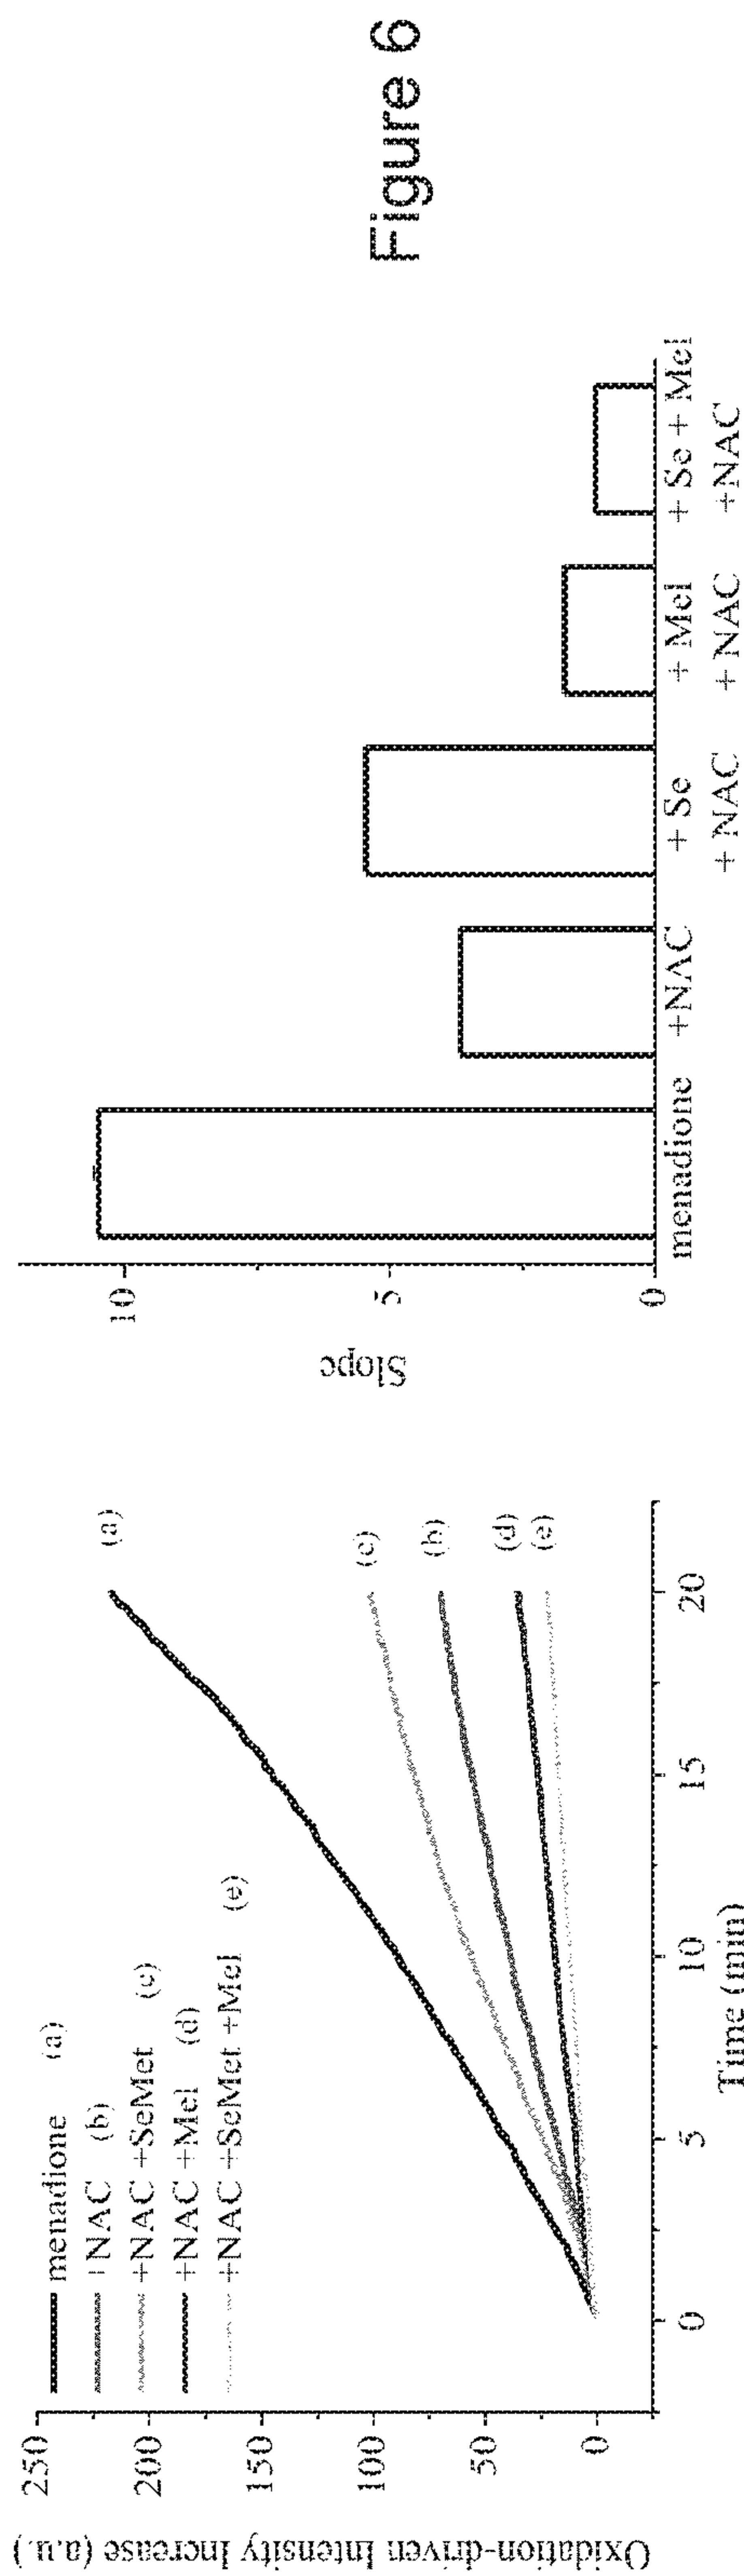 Oxidation-driven Intensity Increase (a.u.)
250
200
150
100
50
0
menadione (a)
+NAC (b)
+NAC +SeMet (c)
+NAC +Mel (d)
+NAC +SeMet +Mel (e)
(a)
(c)
(b)
(d)
(e)
0 5 10 15 20
Time (min)
Slope
10
5
0
menadione +NAC + Se + Mel + Se + Mel
+ NAC + NAC +NAC
Figure 6